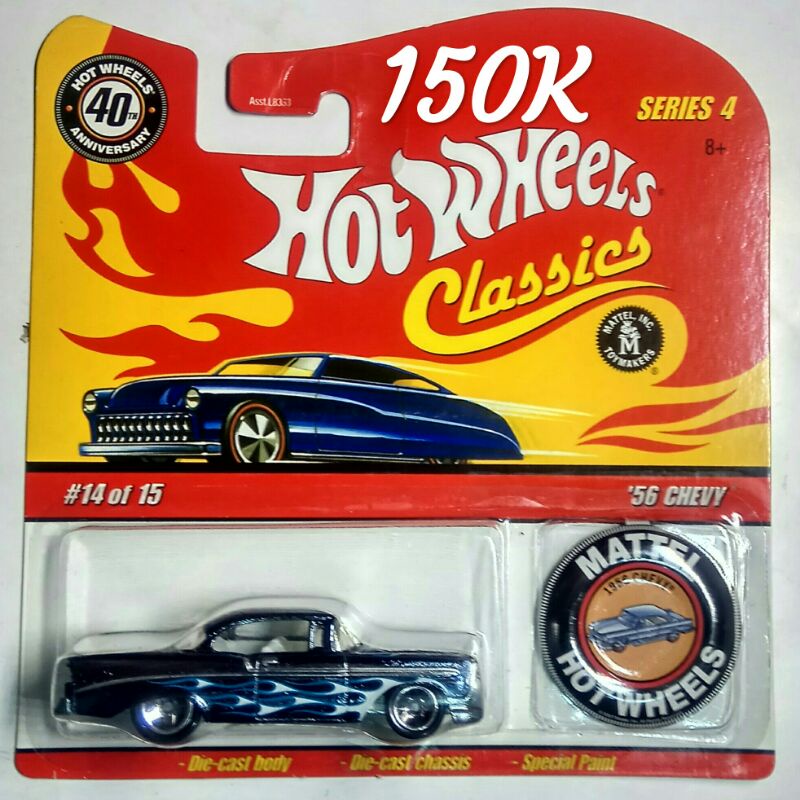 150K
HOT WHEELS
40TH
ANNIVERSARY
Asst.L8353
SERIES 4
8+
Hot Wheels®
Classics
MATTEL, INC.
M
TOYMAKERS
®
#14 of 15
'56 CHEVY
MATTEL
HOT WHEELS
- Die-cast body
- Die-cast chassis
- Special Paint